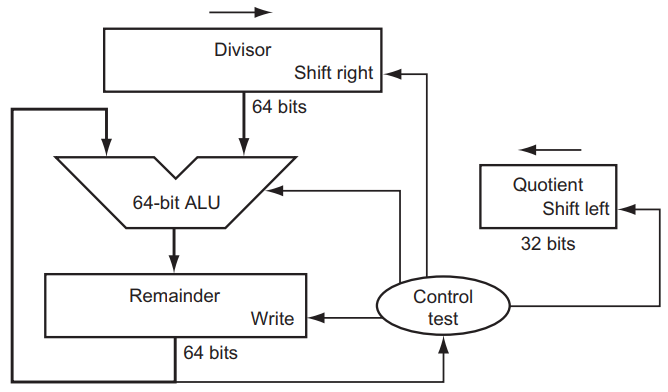 Divisor
Shift right
64 bits
64-bit ALU
Quotient
Shift left
32 bits
Remainder
Write
64 bits
Control
test